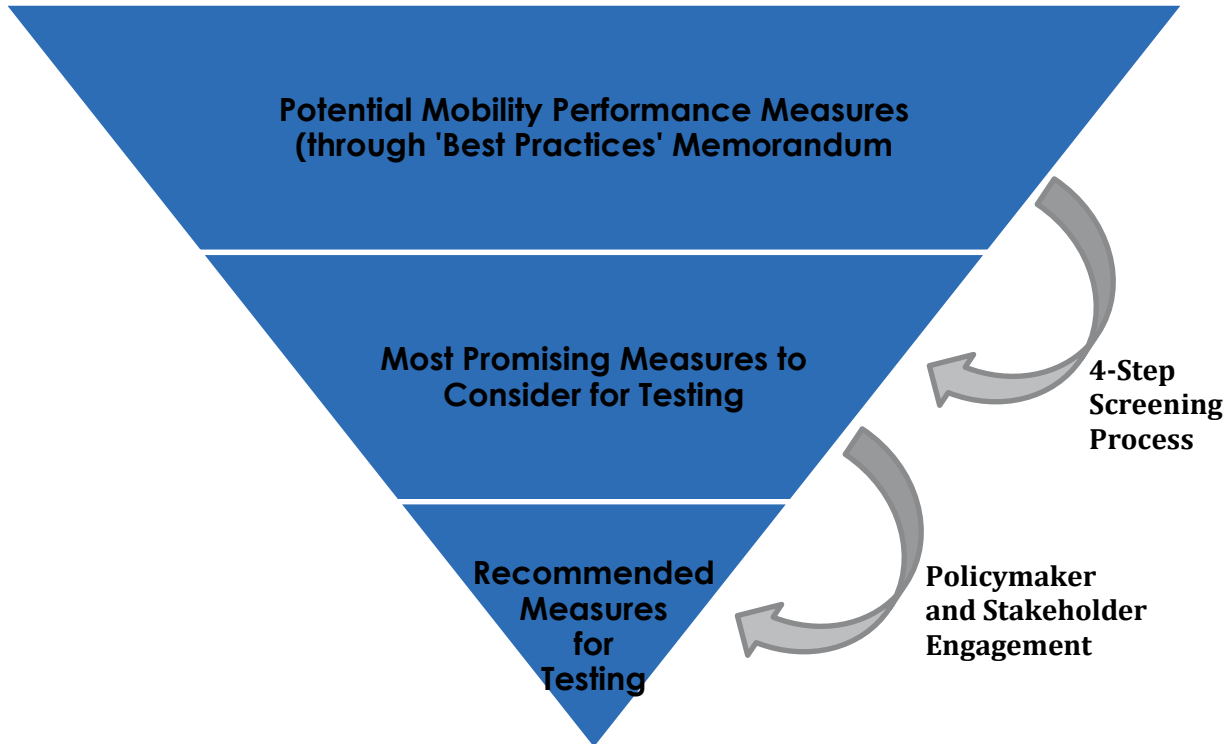 Potential Mobility Performance Measures
(through 'Best Practices' Memorandum
Most Promising Measures to
Consider for Testing
4-Step
Screening
Process
Recommended
Measures
for
Testing
Policymaker
and Stakeholder
Engagement